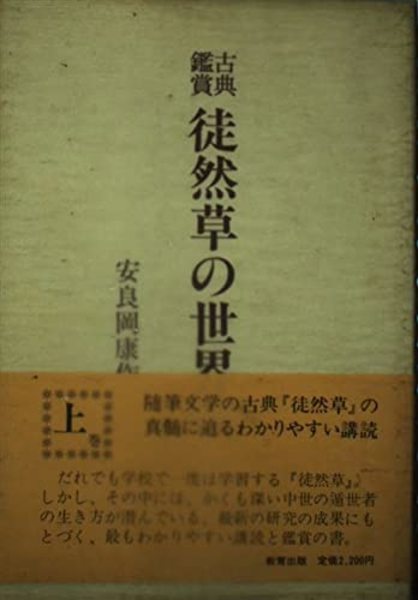 古典
鑑賞
徒然草の世界
安良岡康作
上
巻
随筆文学の古典『徒然草』の
真髄に迫るわかりやすい講読
だれでも学校で一度は学習する『徒然草』。
しかし、その中には、かくも深い中世の遁世者
の生き方が潜んでいる。最新の研究の成果にも
とづく、最もわかりやすい講読と鑑賞の書。
教育出版 定価2,200円